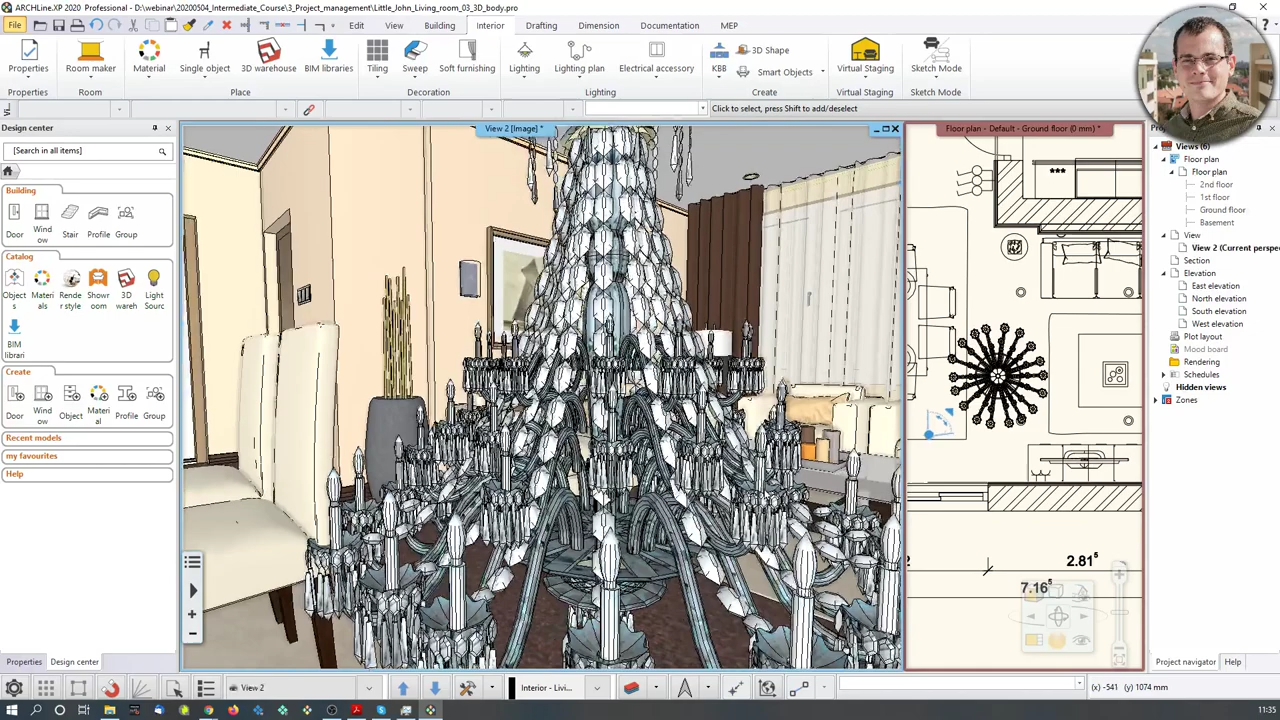 ARCHLine.XP 2020 Professional - D:\webinar\20200504_Intermediate_Course\3_Project_management\Little_John_Living_room_03_3D_body.pro
File
Edit View Building Interior Drafting Dimension Documentation MEP
Properties
Room maker
Material
Single object
3D warehouse
BIM libraries
Tiling
Sweep
Soft furnishing
Lighting
Lighting plan
Electrical accessory
KBB
3D Shape
Smart Objects
Virtual Staging
Sketch Mode
Properties
Room
Place
Decoration
Lighting
Create
Virtual Staging
Sketch Mode
Click to select, press Shift to add/deselect
Design center
[Search in all items]
Building
Door
Wind
ow
Stair
Profile
Group
Catalog
Object
s
Materi
als
Rende
r style
Showr
oom
3D
wareh
Light
Sourc
BIM
librari
Create
Door
Wind
ow
Object
Materi
al
Profile
Group
Recent models
my favourites
Help
Properties
Design center
View 2 [Image] *
Floor plan - Default - Ground floor (0 mm) *
***
2.81⁵
7.16⁵
Views (6)
Floor plan
Floor plan
2nd floor
1st floor
Ground floor
Basement
View
View 2 (Current perspe
Section
Elevation
East elevation
North elevation
South elevation
West elevation
Plot layout
Mood board
Rendering
Schedules
Hidden views
Zones
Project navigator
Help
View 2
Interior - Livi...
(x) -541 (y) 1074 mm
11:35